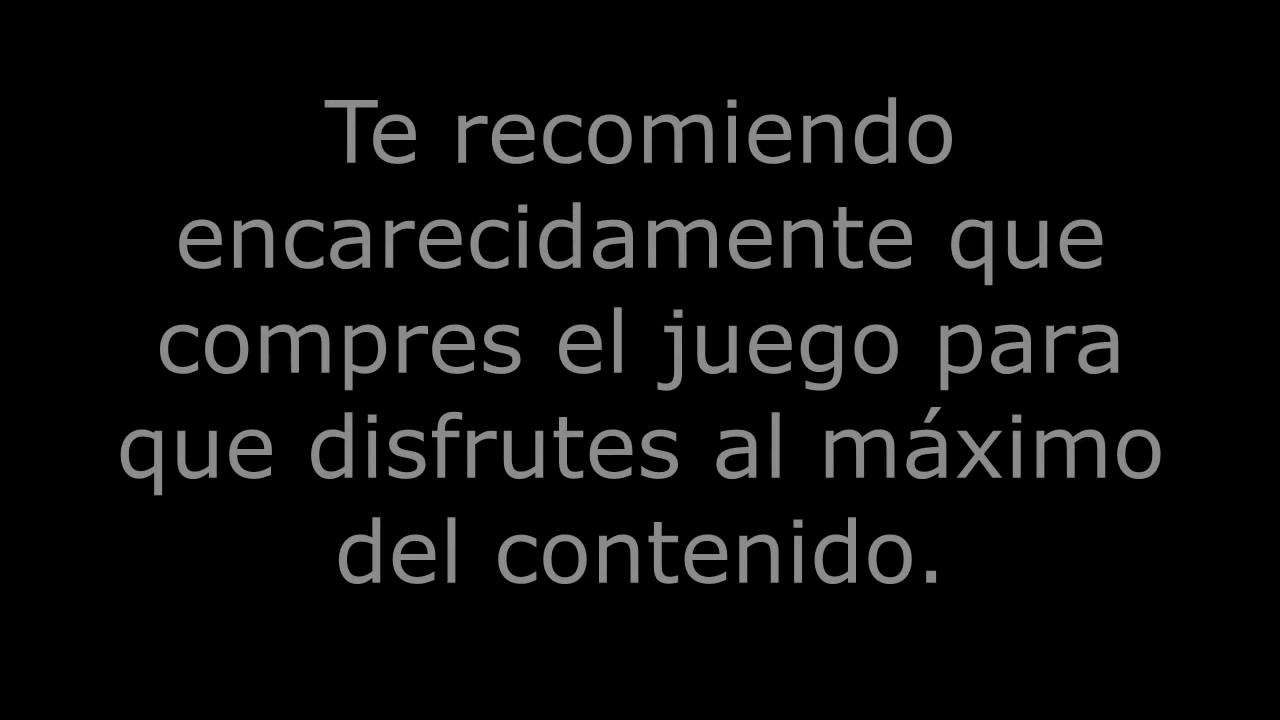 Te recomiendo
encarecidamente que
compres el juego para
que disfrutes al máximo
del contenido.